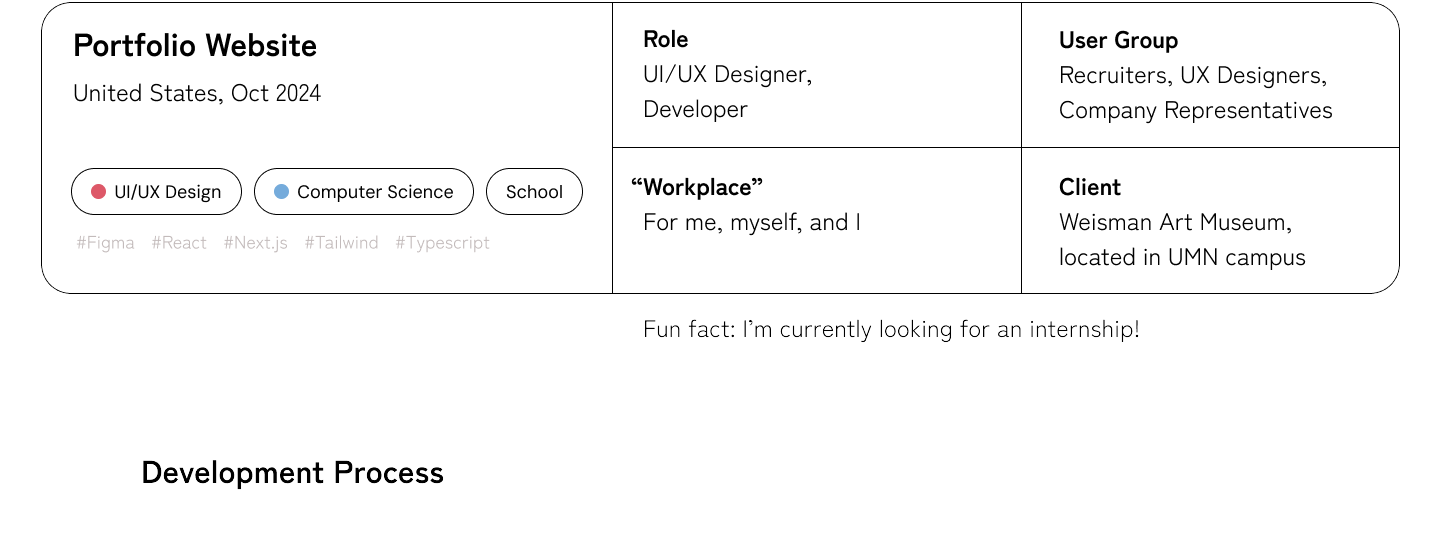 Portfolio Website
United States, Oct 2024
UI/UX Design
Computer Science
School
#Figma #React #Next.js #Tailwind #Typescript
Role
UI/UX Designer,
Developer
User Group
Recruiters, UX Designers,
Company Representatives
“Workplace”
For me, myself, and I
Client
Weisman Art Museum,
located in UMN campus
Fun fact: I’m currently looking for an internship!
Development Process